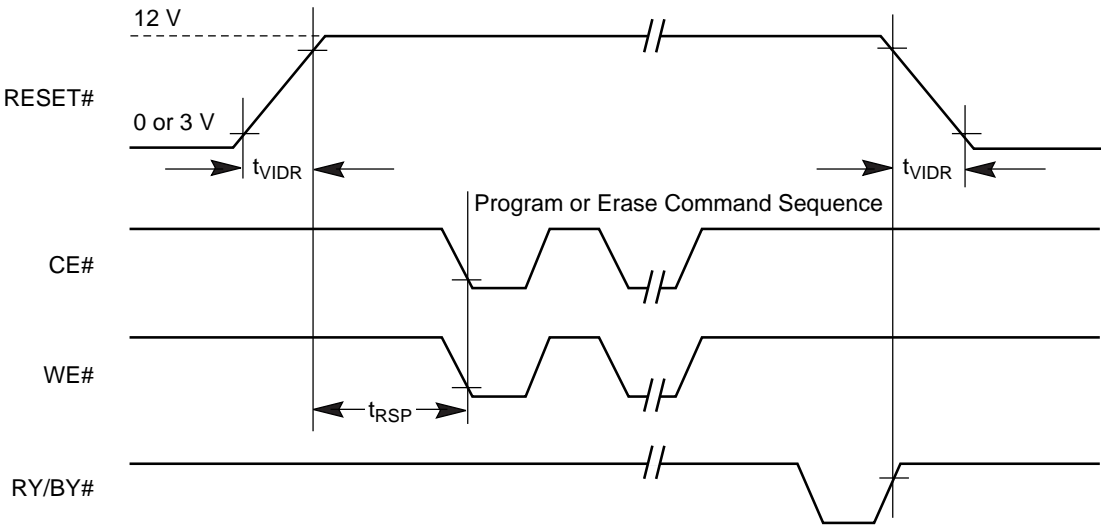 12 V
RESET#
0 or 3 V
tVIDR
tVIDR
Program or Erase Command Sequence
CE#
WE#
tRSP
RY/BY#